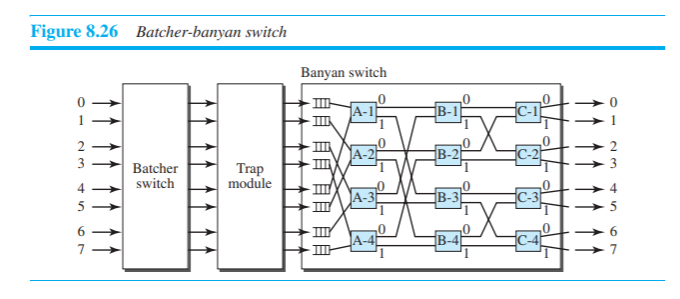 Figure 8.26 Batcher-banyan switch
Banyan switch
0 0 0 0 0
1 A-1 B-1 C-1 1
1 1 1
2 0 0 0 2
3 A-2 B-2 C-2 3
1 1 1
Batcher switch
Trap module
4 0 0 0 4
5 A-3 B-3 C-3 5
1 1 1
6 0 0 0 6
7 A-4 B-4 C-4 7
1 1 1